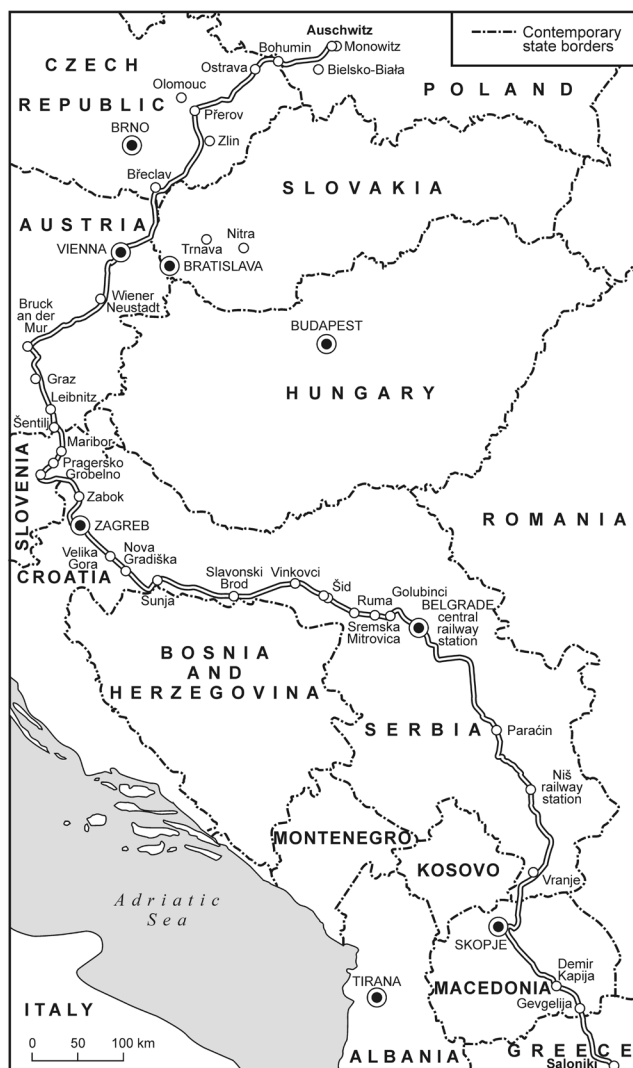 Contemporary
state borders
Auschwitz
Monowitz
Bohumin
Ostrava
Bielsko-Biała
CZECH
REPUBLIC
POLAND
Olomouc
Přerov
BRNO
Zlin
Břeclav
SLOVAKIA
AUSTRIA
Nitra
Trnava
VIENNA
BRATISLAVA
Wiener
Neustadt
Bruck
an der
Mur
BUDAPEST
Graz
HUNGARY
Leibnitz
Šentilj
Maribor
SLOVENIA
Pragersko
Grobelno
Zabok
ROMANIA
ZAGREB
Velika
Gora
Nova
Gradiška
CROATIA
Sunja
Slavonski
Brod
Vinkovci
Šid
Ruma
Sremska
Mitrovica
Golubinci
BELGRADE
central
railway
station
BOSNIA
AND
HERZEGOVINA
SERBIA
Paraćin
Niš
railway
station
MONTENEGRO
KOSOVO
Vranje
Adriatic
Sea
SKOPJE
Demir
Kapija
MACEDONIA
Gevgelija
TIRANA
ITALY
0 50 100 km
ALBANIA
GREECE
Saloniki